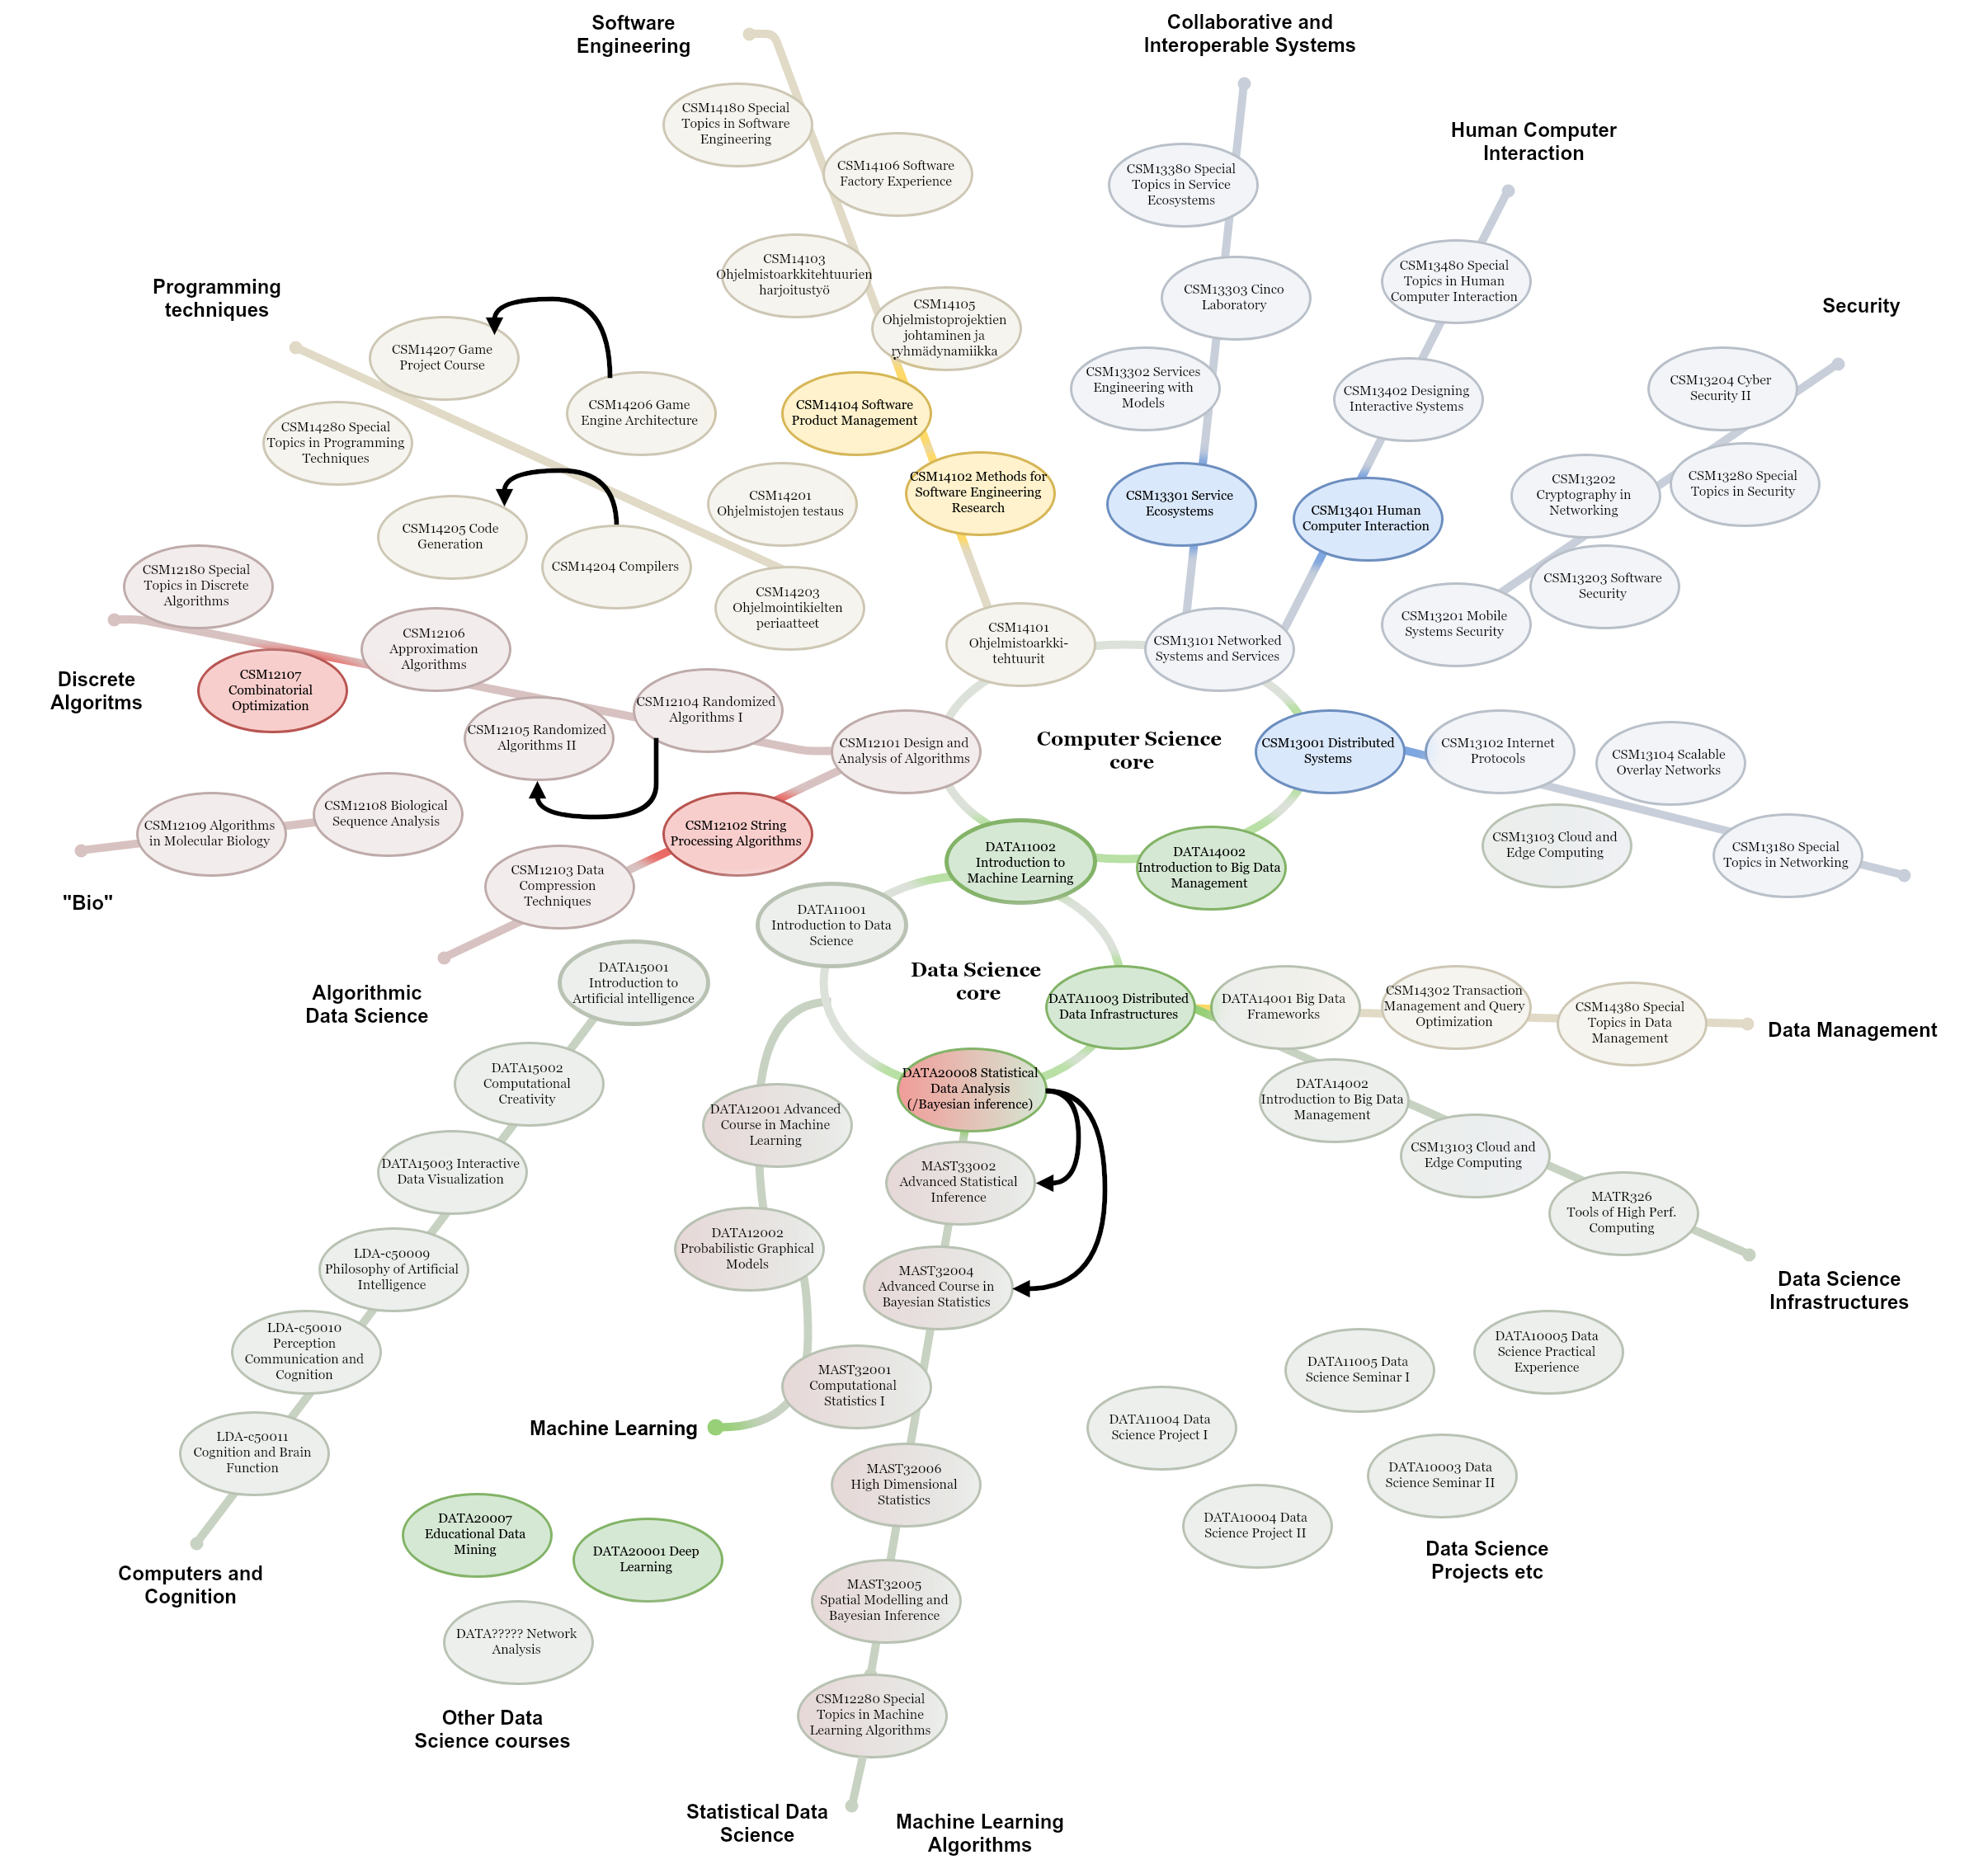 Software
Engineering
Collaborative and
Interoperable Systems
Human Computer
Interaction
Security
Programming
techniques
CSM14180 Special
Topics in Software
Engineering
CSM14106 Software
Factory Experience
CSM14103
Ohjelmistoarkkitehtuurien
harjoitustyö
CSM14105
Ohjelmistoprojektien
johtaminen ja
ryhmädynamiikka
CSM14104 Software
Product Management
CSM14102 Methods for
Software Engineering
Research
CSM14101
Ohjelmistoarkki-
tehtuurit
CSM13380 Special
Topics in Service
Ecosystems
CSM13303 Cinco
Laboratory
CSM13302 Services
Engineering with
Models
CSM13301 Service
Ecosystems
CSM13480 Special
Topics in Human
Computer Interaction
CSM13402 Designing
Interactive Systems
CSM13401 Human
Computer Interaction
CSM13204 Cyber
Security II
CSM13280 Special
Topics in Security
CSM13202
Cryptography in
Networking
CSM13203 Software
Security
CSM13201 Mobile
Systems Security
CSM13101 Networked
Systems and Services
CSM14207 Game
Project Course
CSM14206 Game
Engine Architecture
CSM14280 Special
Topics in Programming
Techniques
CSM14201
Ohjelmistojen testaus
CSM14205 Code
Generation
CSM14204 Compilers
CSM14203
Ohjelmointikielten
periaatteet
CSM12180 Special
Topics in Discrete
Algorithms
CSM12106
Approximation
Algorithms
CSM12107
Combinatorial
Optimization
Discrete
Algoritms
CSM12104 Randomized
Algorithms I
CSM12105 Randomized
Algorithms II
CSM12101 Design and
Analysis of Algorithms
Computer Science
core
CSM13001 Distributed
Systems
CSM13102 Internet
Protocols
CSM13104 Scalable
Overlay Networks
CSM13103 Cloud and
Edge Computing
CSM13180 Special
Topics in Networking
CSM12109 Algorithms
in Molecular Biology
CSM12108 Biological
Sequence Analysis
"Bio"
CSM12102 String
Processing Algorithms
CSM12103 Data
Compression
Techniques
Algorithmic
Data Science
DATA11002
Introduction to
Machine Learning
DATA14002
Introduction to Big Data
Management
DATA11001
Introduction to Data
Science
Data Science
core
DATA11003 Distributed
Data Infrastructures
DATA14001 Big Data
Frameworks
CSM14302 Transaction
Management and Query
Optimization
CSM14380 Special
Topics in Data
Management
Data Management
DATA20008 Statistical
Data Analysis
(/Bayesian inference)
DATA14002
Introduction to Big Data
Management
CSM13103 Cloud and
Edge Computing
MATR326
Tools of High Perf.
Computing
Data Science
Infrastructures
DATA15001
Introduction to
Artificial intelligence
DATA15002
Computational
Creativity
DATA15003 Interactive
Data Visualization
LDA-c50009
Philosophy of Artificial
Intelligence
LDA-c50010
Perception
Communication and
Cognition
LDA-c50011
Cognition and Brain
Function
Computers and
Cognition
DATA12001 Advanced
Course in Machine
Learning
DATA12002
Probabilistic Graphical
Models
MAST33002
Advanced Statistical
Inference
MAST32004
Advanced Course in
Bayesian Statistics
MAST32001
Computational
Statistics I
Machine Learning
MAST32006
High Dimensional
Statistics
MAST32005
Spatial Modelling and
Bayesian Inference
CSM12280 Special
Topics in Machine
Learning Algorithms
Statistical Data
Science
Machine Learning
Algorithms
DATA20007
Educational Data
Mining
DATA20001 Deep
Learning
DATA????? Network
Analysis
Other Data
Science courses
DATA10005 Data
Science Practical
Experience
DATA11005 Data
Science Seminar I
DATA11004 Data
Science Project I
DATA10003 Data
Science Seminar II
DATA10004 Data
Science Project II
Data Science
Projects etc